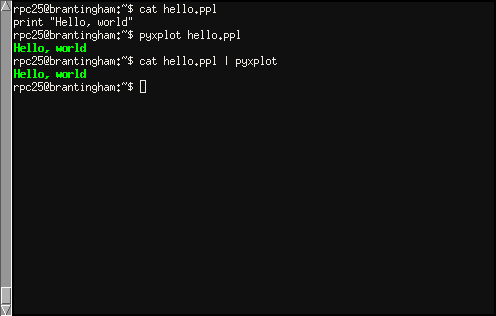 rpc25@brantingham:~$ cat hello.ppl
print "Hello, world"
rpc25@brantingham:~$ pyxplot hello.ppl
Hello, world
rpc25@brantingham:~$ cat hello.ppl | pyxplot
Hello, world
rpc25@brantingham:~$